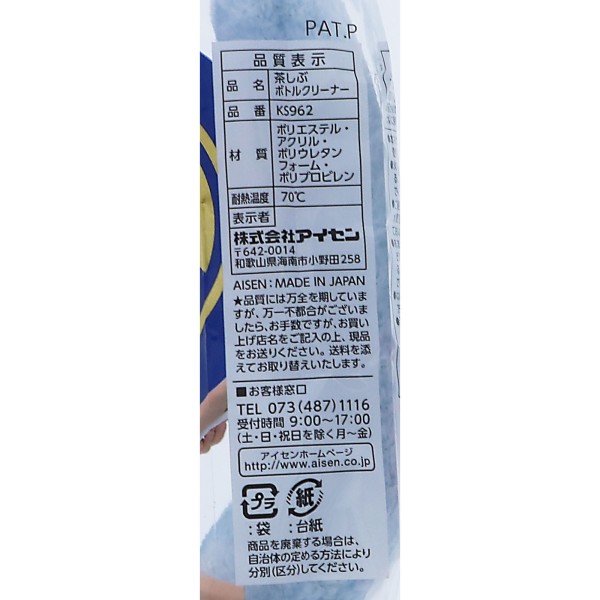 PAT.P
品質表示
品 名 茶しぶ
ボトルクリーナー
品 番 KS962
材 質 ポリエステル・
アクリル・
ポリウレタン
フォーム・
ポリプロピレン
耐熱温度 70℃
表示者
株式会社アイセン
〒642-0014
和歌山県海南市小野田258
AISEN:MADE IN JAPAN
★品質には万全を期していま
すが、万一不都合がございま
したら、お手数ですが、お買い
上げ店名をご記入の上、現品
をお送りください。送料を添え
てお取り替えいたします。
■お客様窓口
TEL 073(487)1116
受付時間 9:00〜17:00
(土・日・祝日を除く月〜金)
アイセンホームページ
http://www.aisen.co.jp
プラ 紙
:袋 :台紙
商品を廃棄する場合は、
自治体の定める方法により
分別(区分)してください。